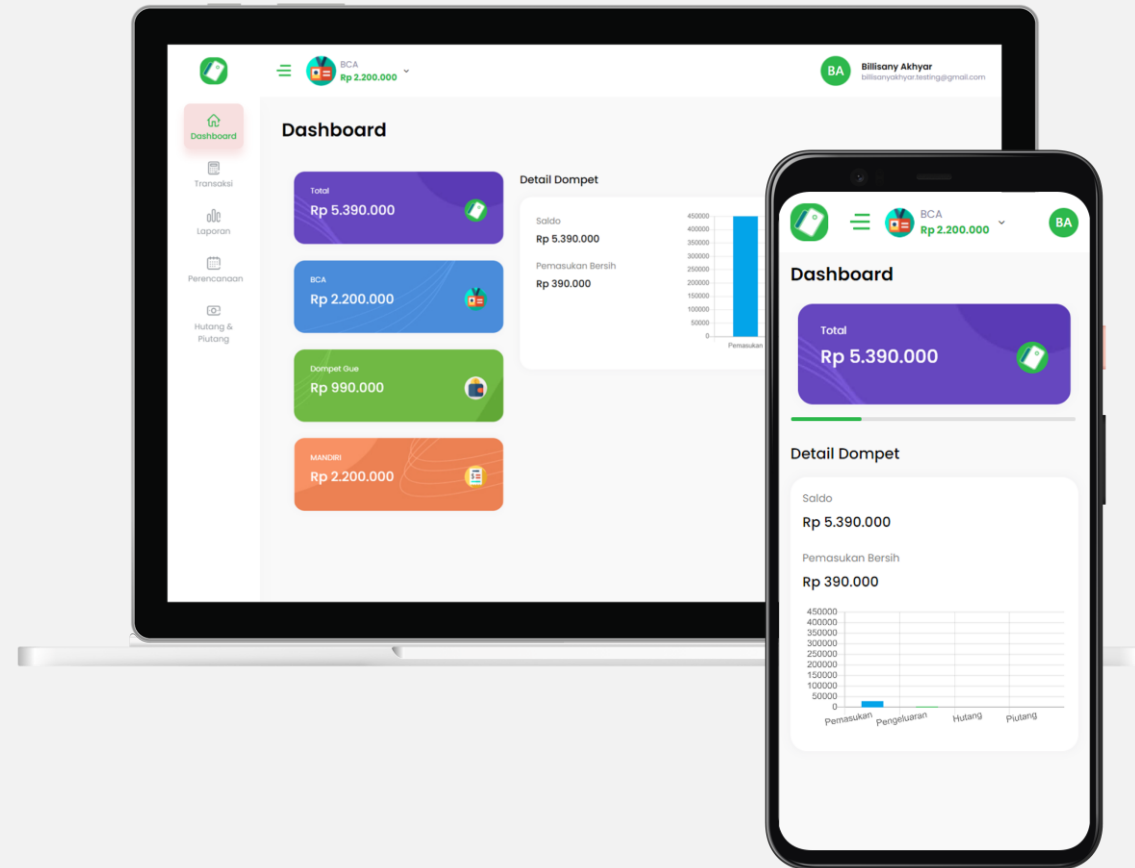 BCA
Rp 2.200.000
BA
Billisany Akhyar
billisanyakhyar.testing@gmail.com
Dashboard
Transaksi
Laporan
Perencanaan
Hutang &
Piutang
Dashboard
Total
Rp 5.390.000
BCA
Rp 2.200.000
Dompet Gue
Rp 990.000
MANDIRI
Rp 2.200.000
Detail Dompet
Saldo
Rp 5.390.000
Pemasukan Bersih
Rp 390.000
450000
400000
350000
300000
250000
200000
150000
100000
50000
0
Pemasukan
BCA
Rp 2.200.000
BA
Dashboard
Total
Rp 5.390.000
Detail Dompet
Saldo
Rp 5.390.000
Pemasukan Bersih
Rp 390.000
450000
400000
350000
300000
250000
200000
150000
100000
50000
0
Pemasukan Pengeluaran Hutang Piutang